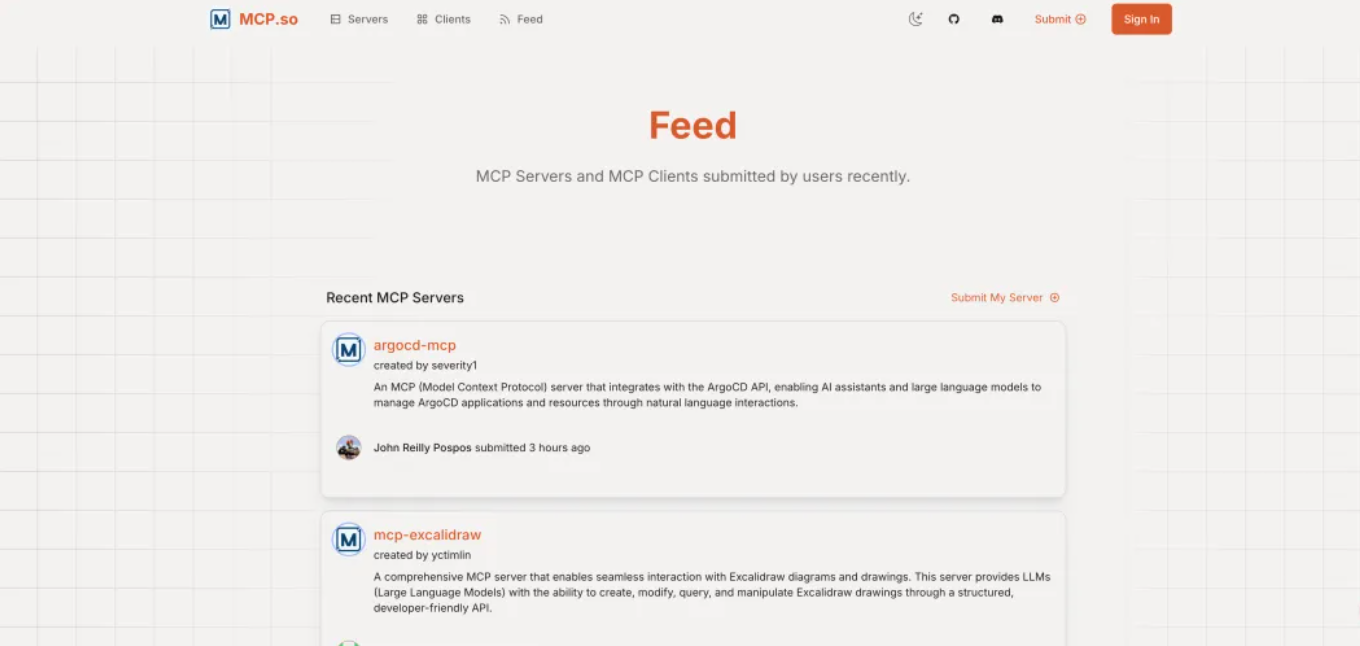 MCP.so
Servers
Clients
Feed
Submit
Sign In
Feed
MCP Servers and MCP Clients submitted by users recently.
Recent MCP Servers
Submit My Server
argocd-mcp
created by severity1
An MCP (Model Context Protocol) server that integrates with the ArgoCD API, enabling AI assistants and large language models to
manage ArgoCD applications and resources through natural language interactions.
John Reilly Pospos submitted 3 hours ago
mcp-excalidraw
created by yctimlin
A comprehensive MCP server that enables seamless interaction with Excalidraw diagrams and drawings. This server provides LLMs
(Large Language Models) with the ability to create, modify, query, and manipulate Excalidraw drawings through a structured,
developer-friendly API.